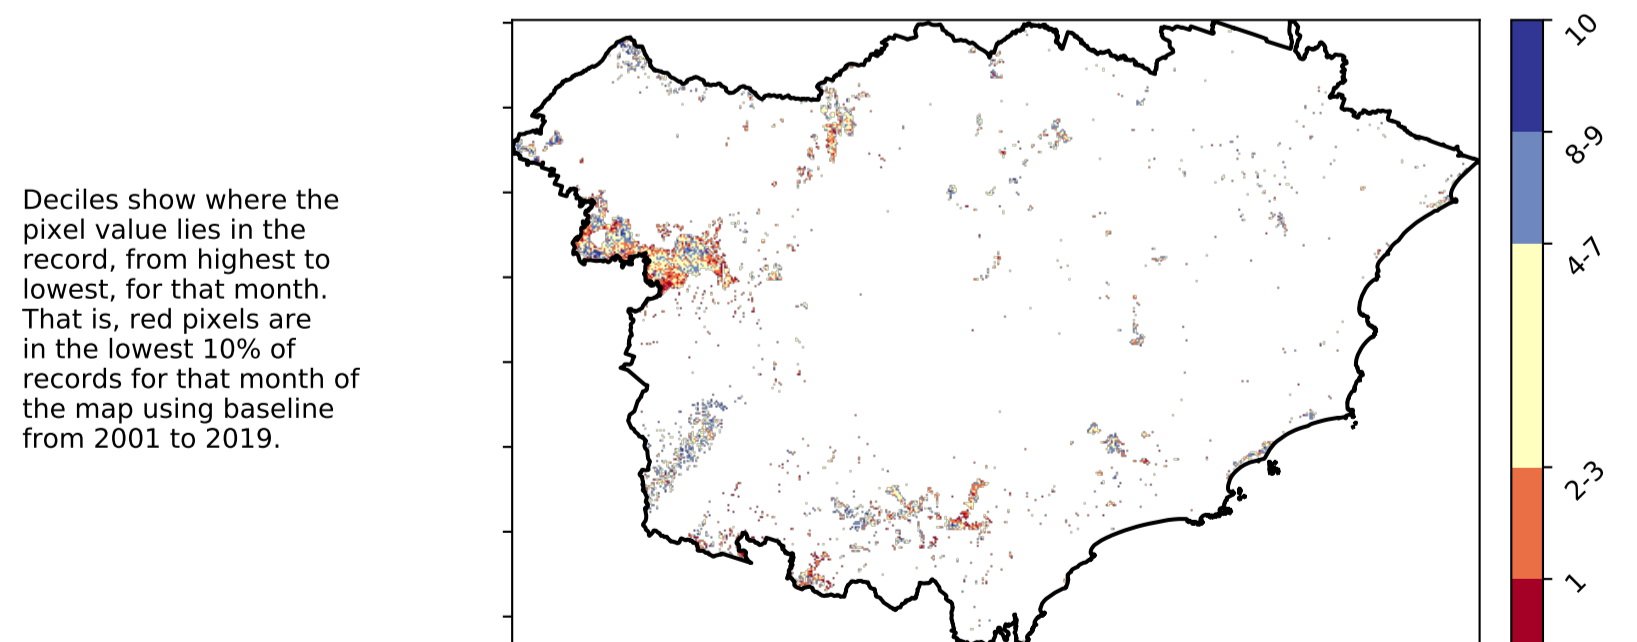 Deciles show where the
pixel value lies in the
record, from highest to
lowest, for that month.
That is, red pixels are
in the lowest 10% of
records for that month of
the map using baseline
from 2001 to 2019.
10
8-9
4-7
2-3
1